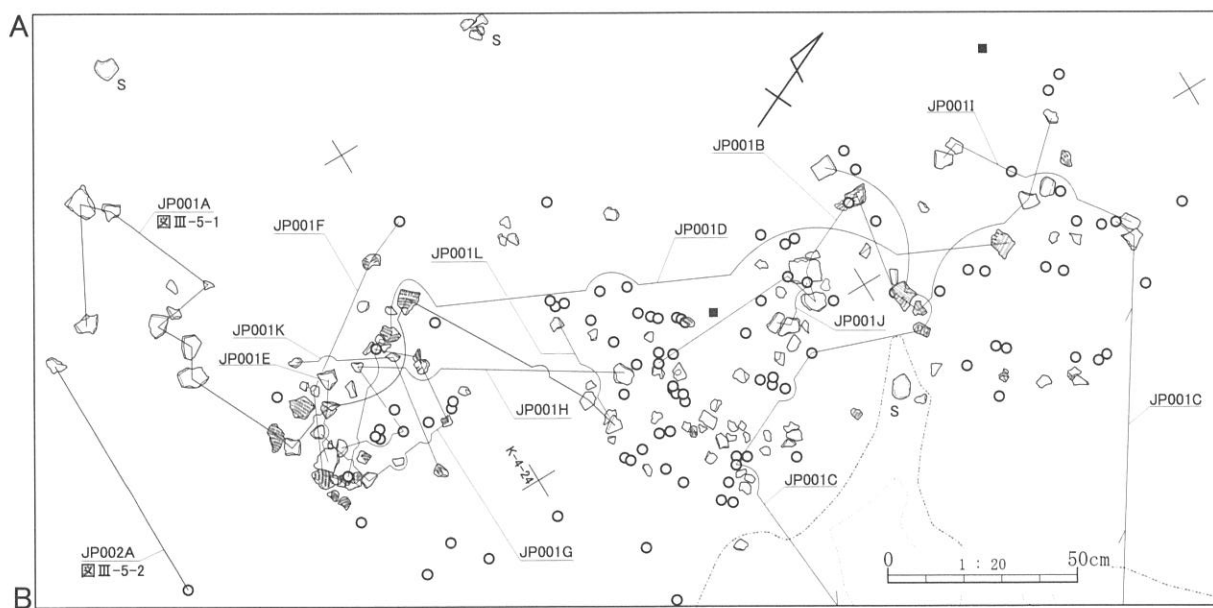 A
S
S
JP001I
JP001B
JP001A
図Ⅲ-5-1
JP001F
JP001D
JP001L
JP001J
JP001K
JP001E
S
JP001C
JP001H
K-4-24
JP001C
JP002A
図Ⅲ-5-2
JP001G
0 1 : 20 50cm
B